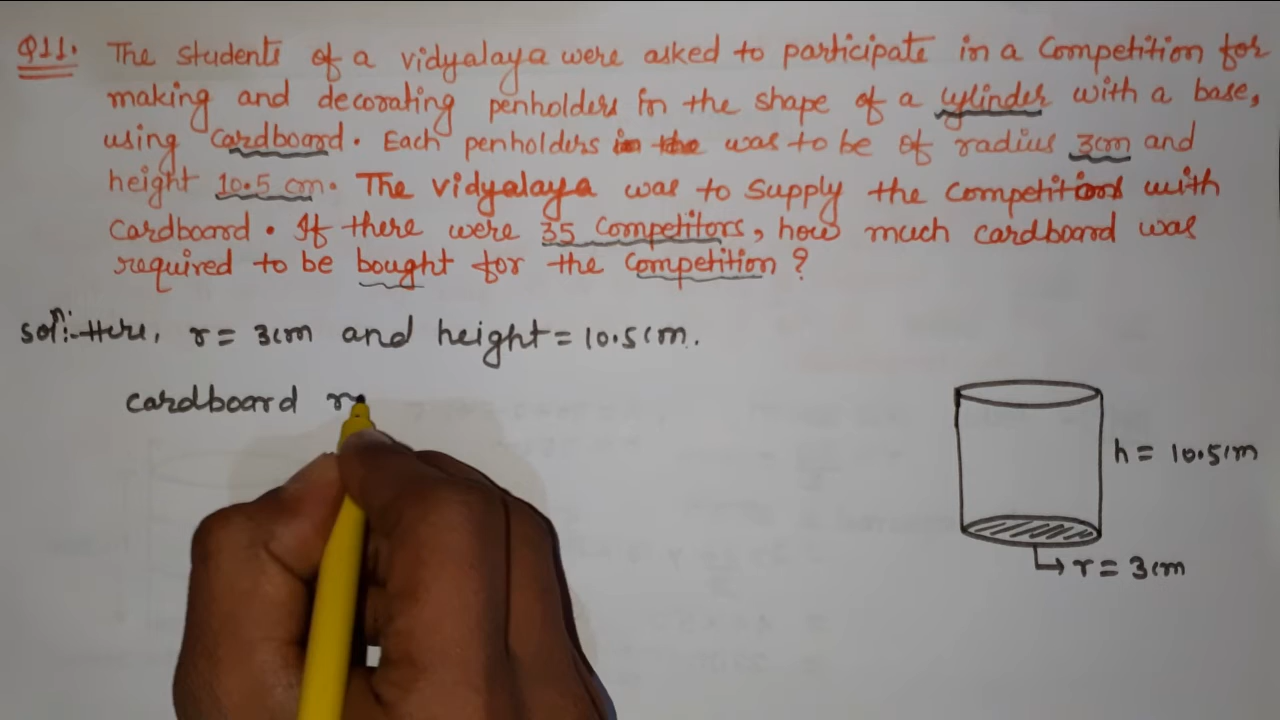 Q11. The students of a vidyalaya were asked to participate in a Competition for
making and decorating penholders in the shape of a cylinder with a base,
using cardboard. Each penholders in the was to be of radius 3cm and
height 10.5 cm. The vidyalaya was to supply the competitors with
cardboard. If there were 35 competitors, how much cardboard was
required to be bought for the competition?
Solⁿ:- Here, r = 3cm and height = 10.5cm.
cardboard r
h = 10.5cm
r = 3cm